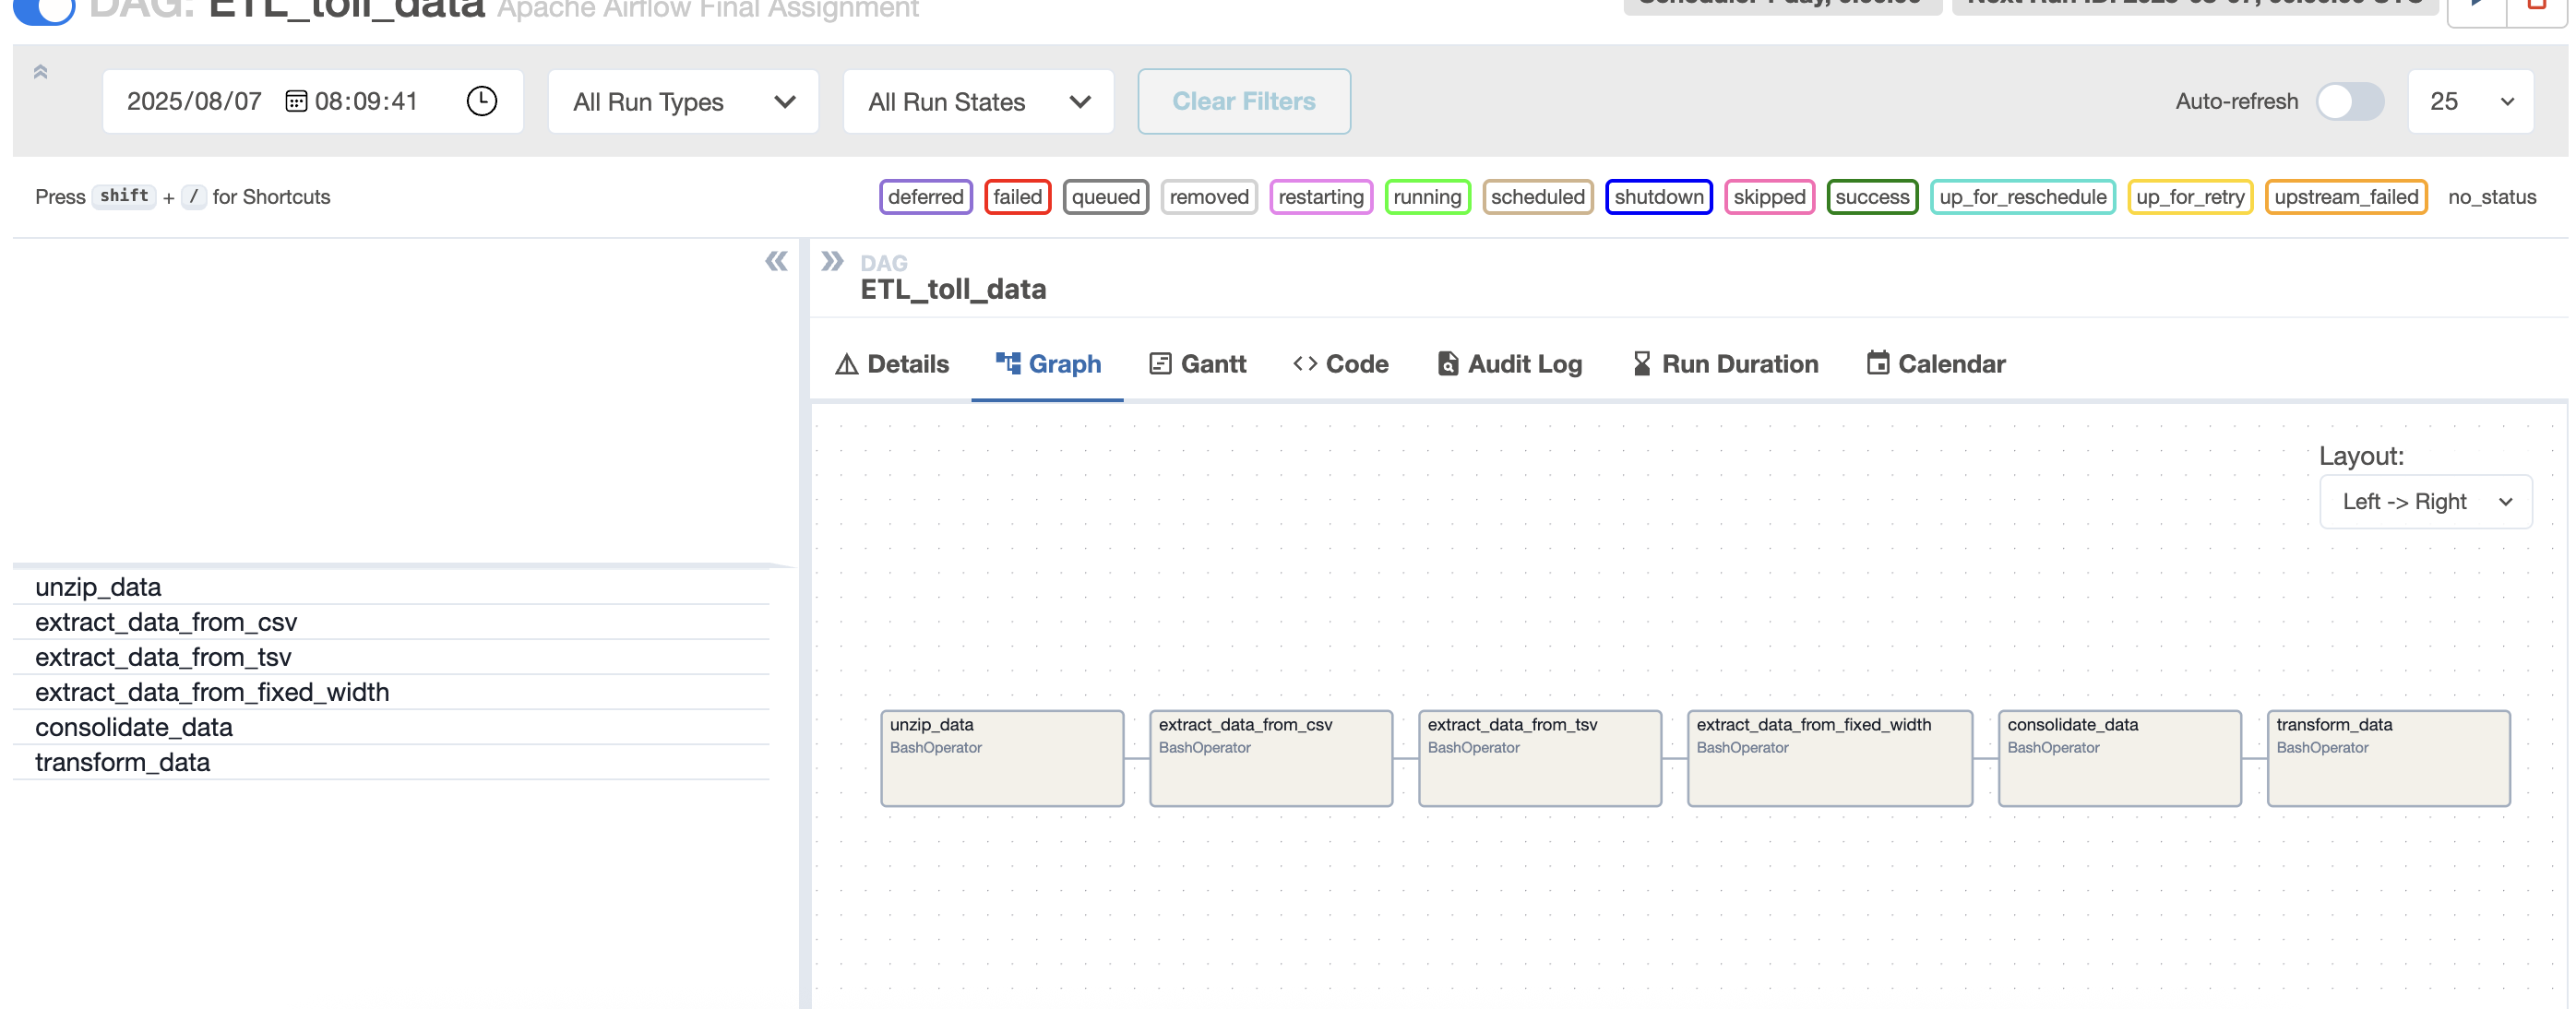 DAG: ETL_toll_data Apache Airflow Final Assignment
2025/08/07 08:09:41
All Run Types
All Run States
Clear Filters
Auto-refresh
25
Press shift + / for Shortcuts
deferred failed queued removed restarting running scheduled shutdown skipped success up_for_reschedule up_for_retry upstream_failed no_status
DAG
ETL_toll_data
Details Graph Gantt Code Audit Log Run Duration Calendar
Layout:
Left -> Right
unzip_data
extract_data_from_csv
extract_data_from_tsv
extract_data_from_fixed_width
consolidate_data
transform_data
unzip_data
BashOperator
extract_data_from_csv
BashOperator
extract_data_from_tsv
BashOperator
extract_data_from_fixed_width
BashOperator
consolidate_data
BashOperator
transform_data
BashOperator